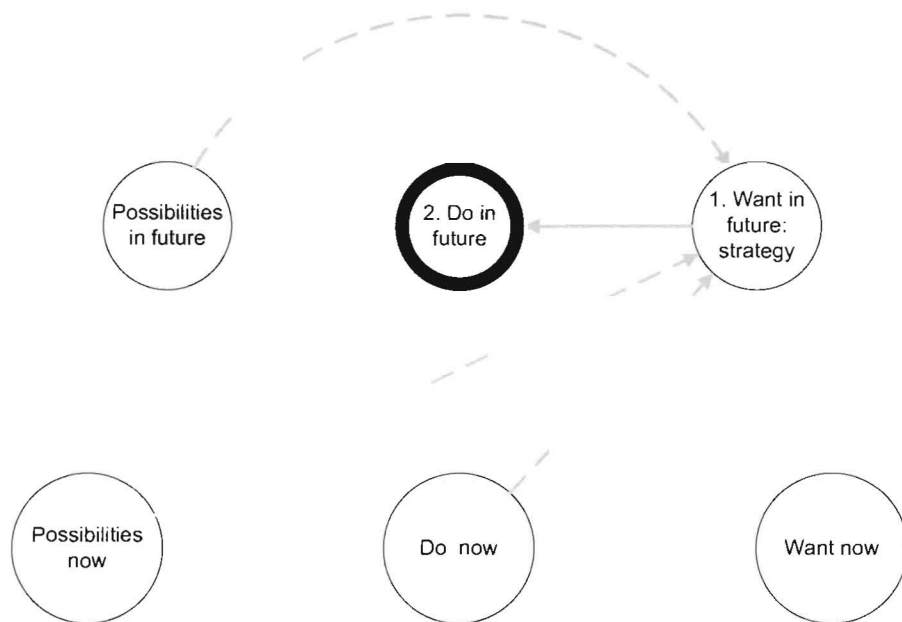 Possibilities
in future
2. Do in
future
1. Want in
future:
strategy
Possibilities
now
Do now
Want now